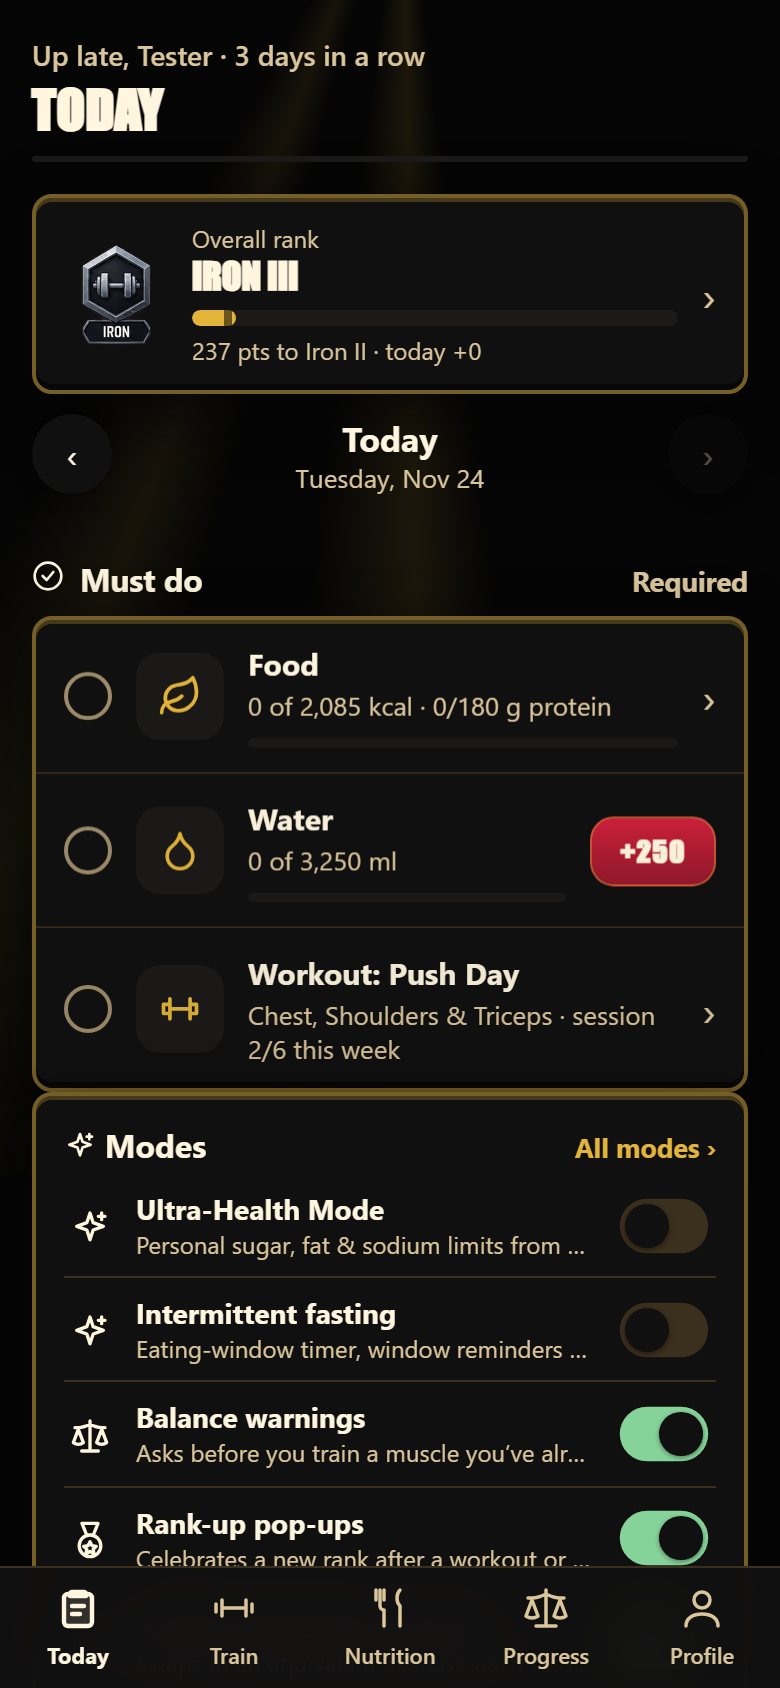 Up late, Tester · 3 days in a row
TODAY
Overall rank
IRON III
IRON
237 pts to Iron II · today +0
‹
Today
›
Tuesday, Nov 24
Must do
Required
Food
0 of 2,085 kcal · 0/180 g protein
Water
0 of 3,250 ml
+250
Workout: Push Day
Chest, Shoulders & Triceps · session
2/6 this week
Modes
All modes ›
Ultra-Health Mode
Personal sugar, fat & sodium limits from ...
Intermittent fasting
Eating-window timer, window reminders ...
Balance warnings
Asks before you train a muscle you’ve alr...
Rank-up pop-ups
Celebrates a new rank after a workout or ...
Today
Train
Nutrition
Progress
Profile